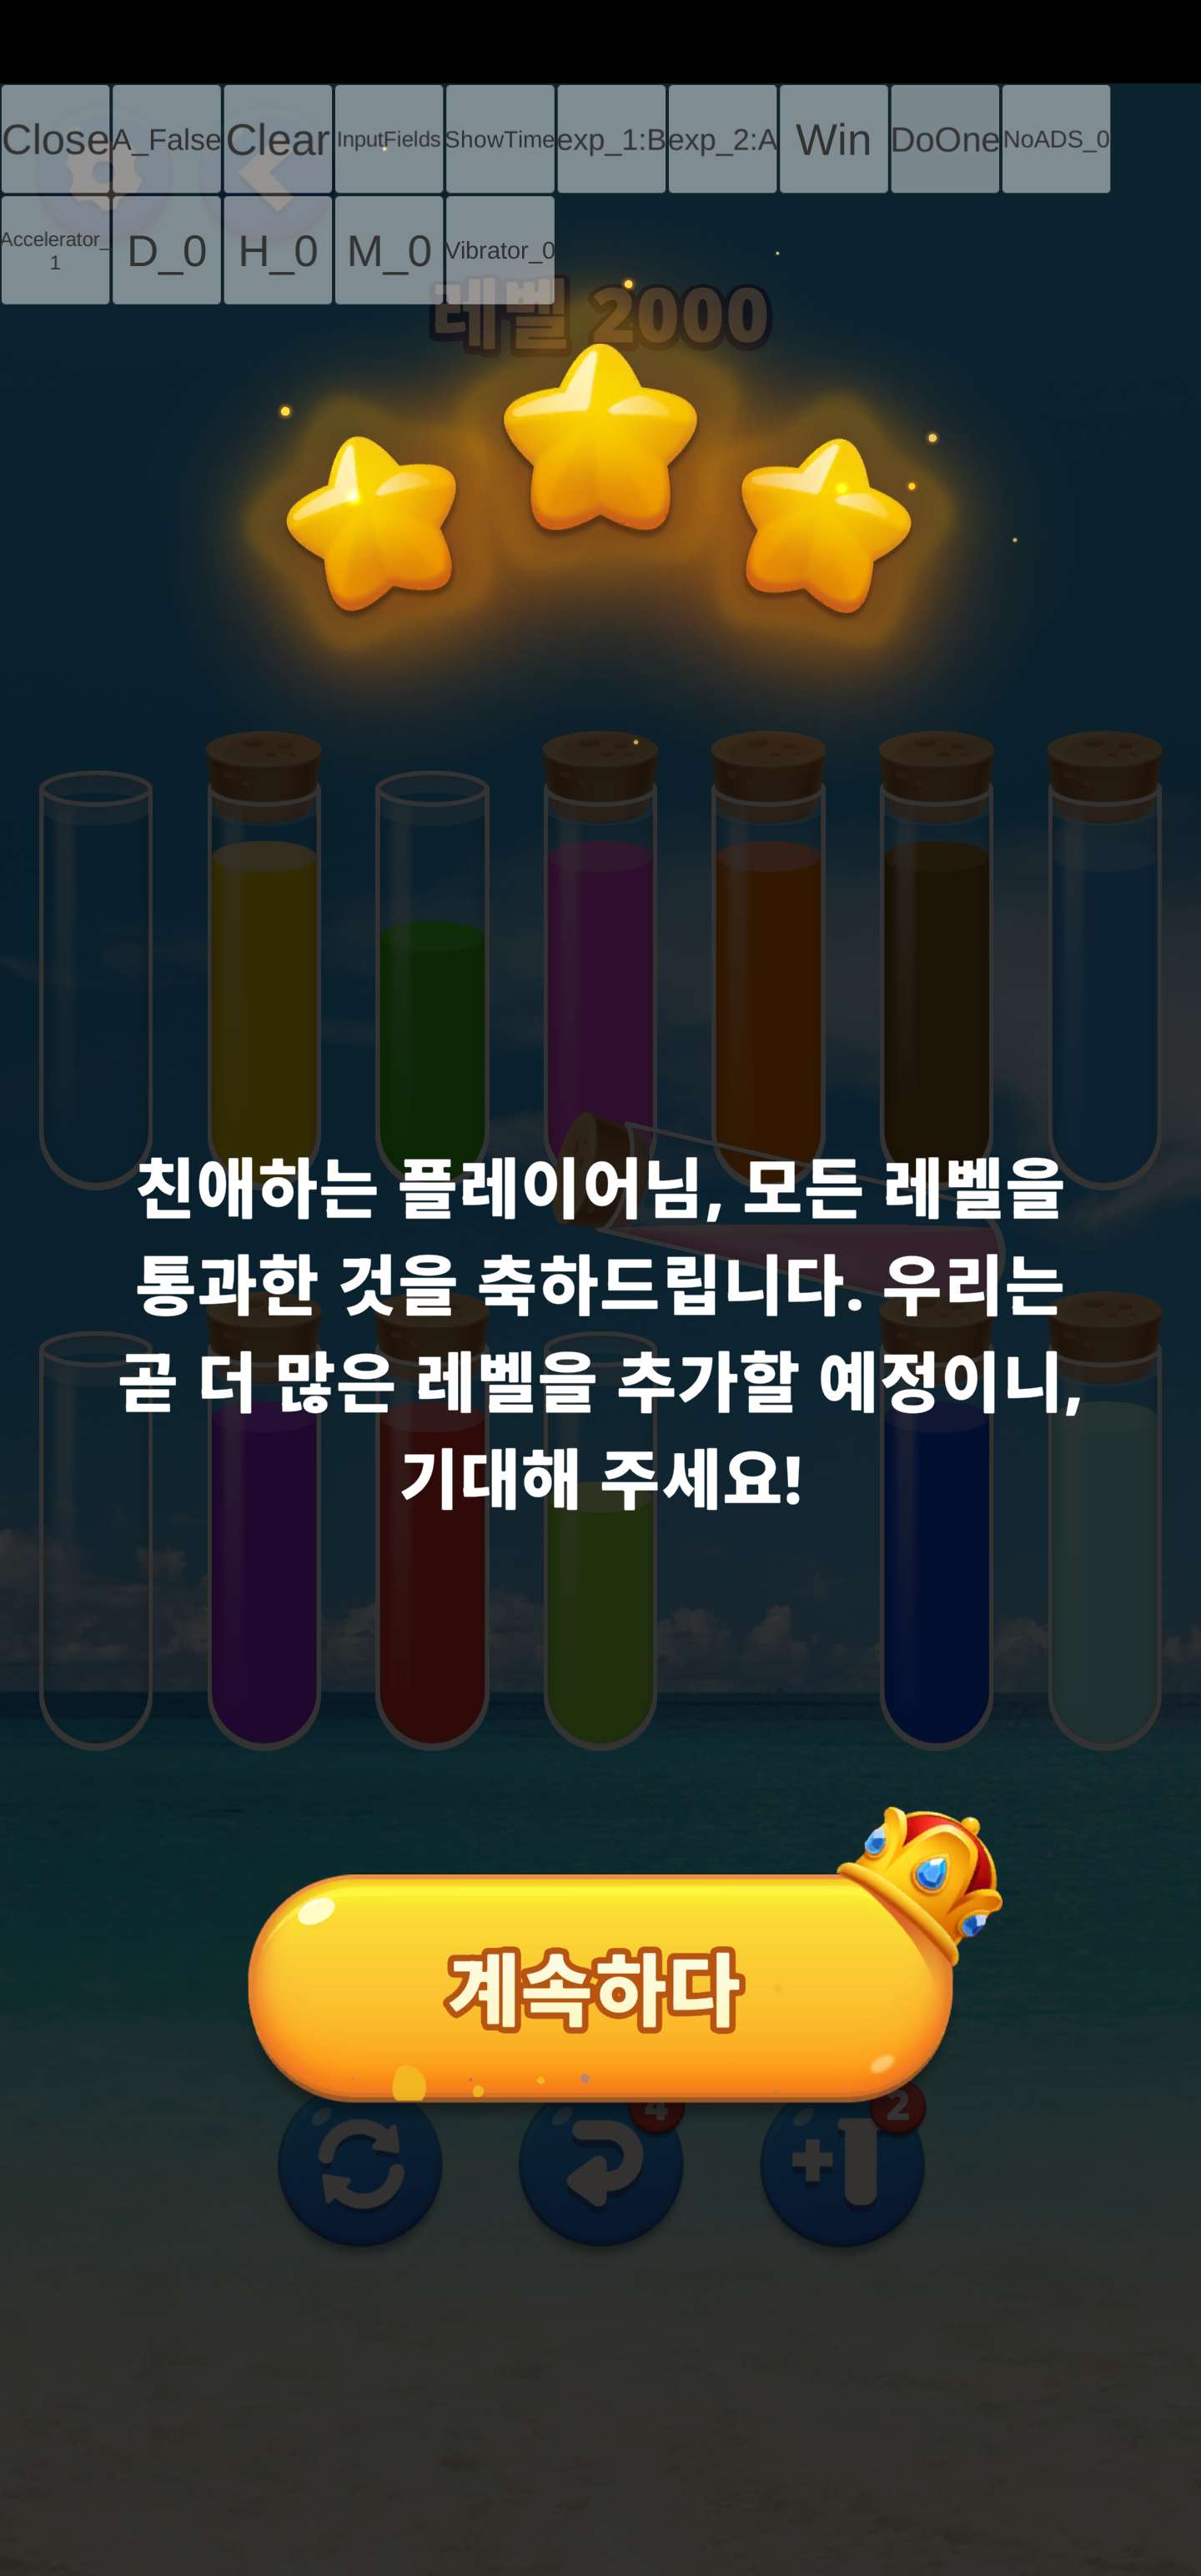 Close A_False Clear InputFields ShowTime exp_1:B exp_2:A Win DoOne NoADS_0
Accelerator_1 D_0 H_0 M_0 Vibrator_0
레벨 2000
친애하는 플레이어님, 모든 레벨을
통과한 것을 축하드립니다. 우리는
곧 더 많은 레벨을 추가할 예정이니,
기대해 주세요!
계속하다
4 2